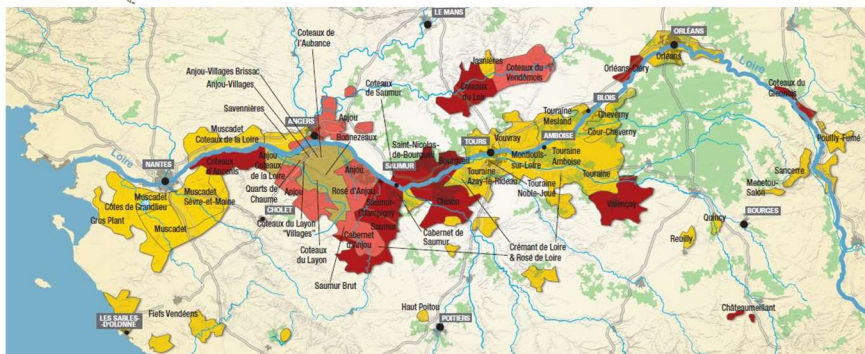 LE MANS
ORLÉANS
Coteaux de
l'Aubance
Jasnières
Coteaux du
Vendômois
Orléans-Cléry
Orléans
Loire
Anjou-Villages Brissac
Anjou-Villages
Coteaux
de Saumur
Coteaux
du Loir
Coteaux du
Giennois
Savennières
BLOIS
Touraine
Mesland
Cheverny
ANGERS
Anjou
Muscadet
Coteaux de la Loire
Bonnezeaux
Saint-Nicolas-
de-Bourgueil
TOURS
Vouvray
AMBOISE
Cour-Cheverny
Pouilly-Fumé
Loire
NANTES
Coteaux
d'Ancenis
Anjou
Coteaux
de la Loire
Anjou
SAUMUR
Bourgueil
Montlouis-
sur-Loire
Touraine
Amboise
Sancerre
Touraine
Azay-le-Rideau
Touraine
Menetou-
Salon
Muscadet
Côtes de Grandlieu
Muscadet
Sèvre-et-Maine
Quarts de
Chaume
Anjou
Rosé d'Anjou
Saumur-
Champigny
Chinon
Touraine
Noble-Joué
Valençay
Gros Plant
CHOLET
Quincy
BOURGES
Muscadet
Coteaux du Layon
"Villages"
Saumur
Cabernet de
Saumur
Crémant de Loire
& Rosé de Loire
Reuilly
Coteaux
du Layon
Cabernet
d'Anjou
Saumur Brut
LES SABLES-
D'OLONNE
Fiefs Vendéens
Haut Poitou
POITIERS
Châteaumeillant